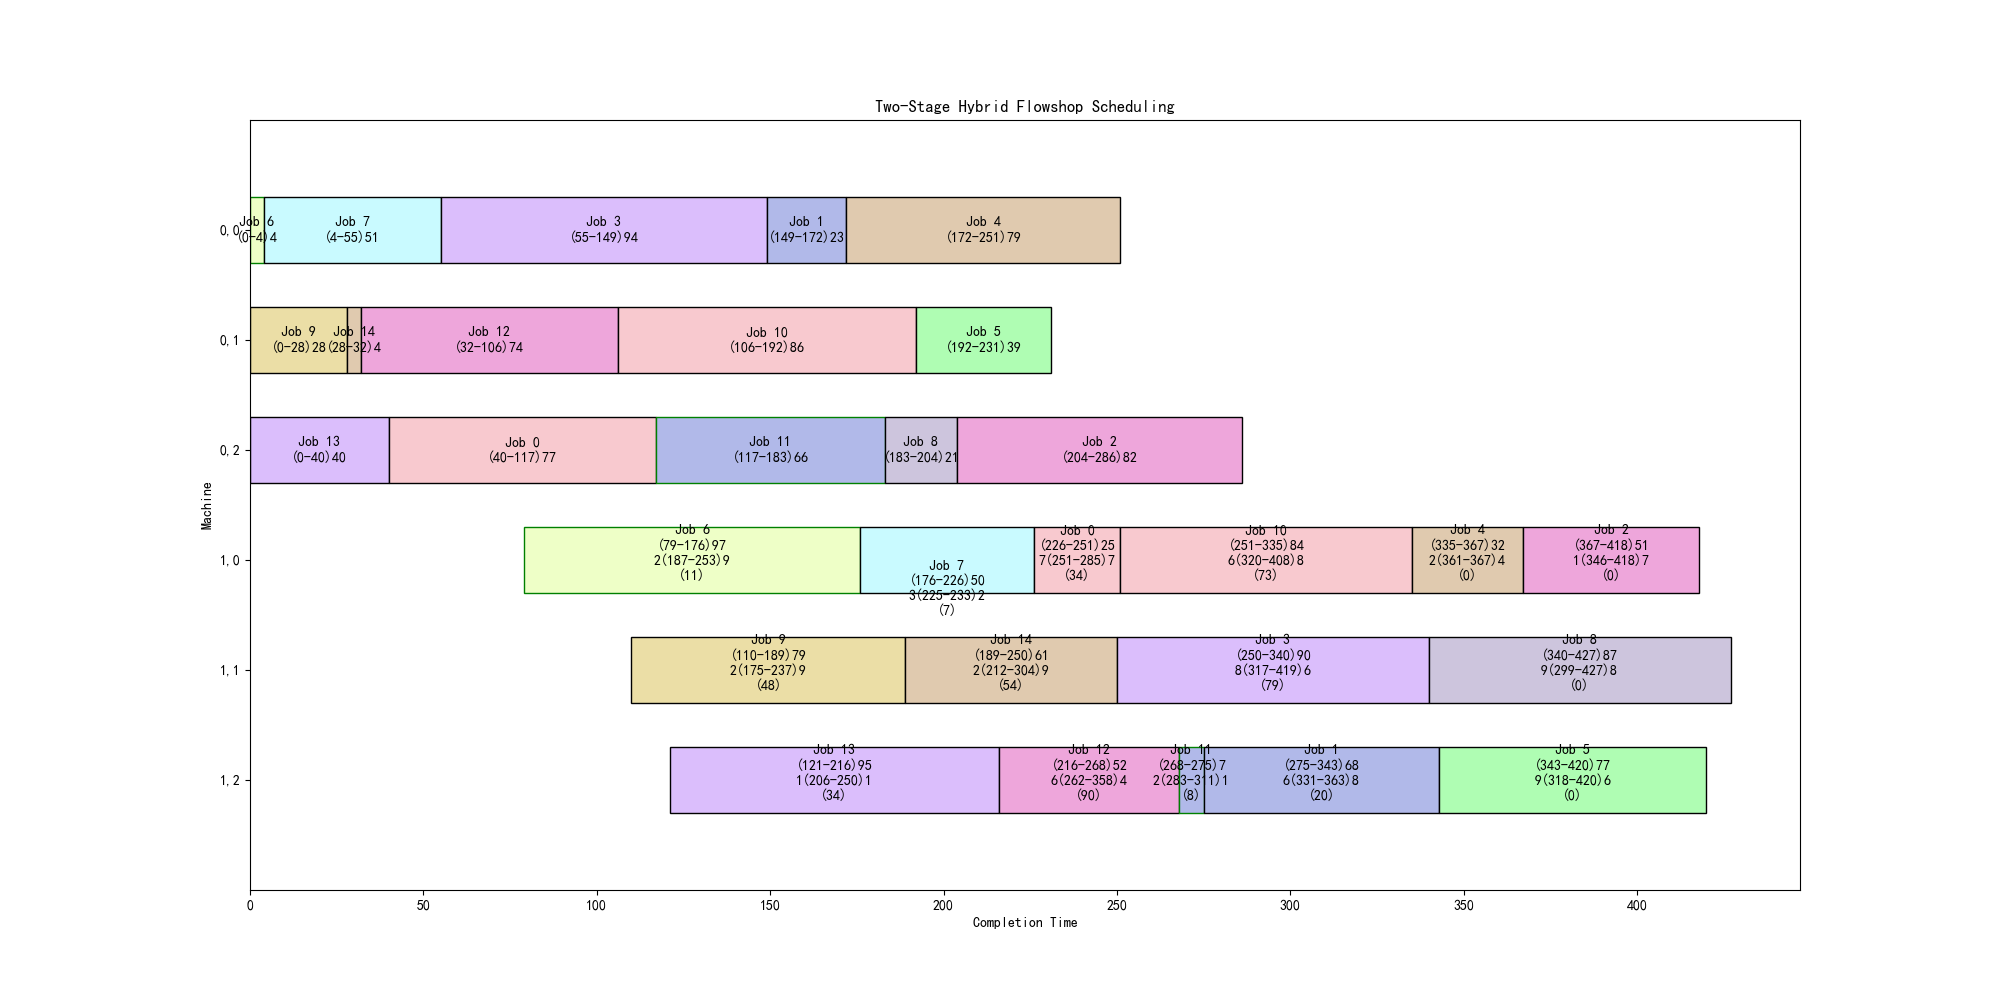 Two-Stage Hybrid Flowshop Scheduling
Machine
0,0
Job 6
(0-4)4
Job 7
(4-55)51
Job 3
(55-149)94
Job 1
(149-172)23
Job 4
(172-251)79
0,1
Job 9
(0-28)28
Job 14
(28-32)4
Job 12
(32-106)74
Job 10
(106-192)86
Job 5
(192-231)39
0,2
Job 13
(0-40)40
Job 0
(40-117)77
Job 11
(117-183)66
Job 8
(183-204)21
Job 2
(204-286)82
1,0
Job 6
(79-176)97
2(187-253)9
(11)
Job 7
(176-226)50
3(225-233)2
(7)
Job 0
(226-251)25
7(251-285)7
(34)
Job 10
(251-335)84
6(320-408)8
(73)
Job 4
(335-367)32
2(361-367)4
(0)
Job 2
(367-418)51
1(346-418)7
(0)
1,1
Job 9
(110-189)79
2(175-237)9
(48)
Job 14
(189-250)61
2(212-304)9
(54)
Job 3
(250-340)90
8(317-419)6
(79)
Job 8
(340-427)87
9(299-427)8
(0)
1,2
Job 13
(121-216)95
1(206-250)1
(34)
Job 12
(216-268)52
6(262-358)4
(90)
Job 11
(268-275)7
2(283-311)1
(8)
Job 1
(275-343)68
6(331-363)8
(20)
Job 5
(343-420)77
9(318-420)6
(0)
0 50 100 150 200 250 300 350 400
Completion Time